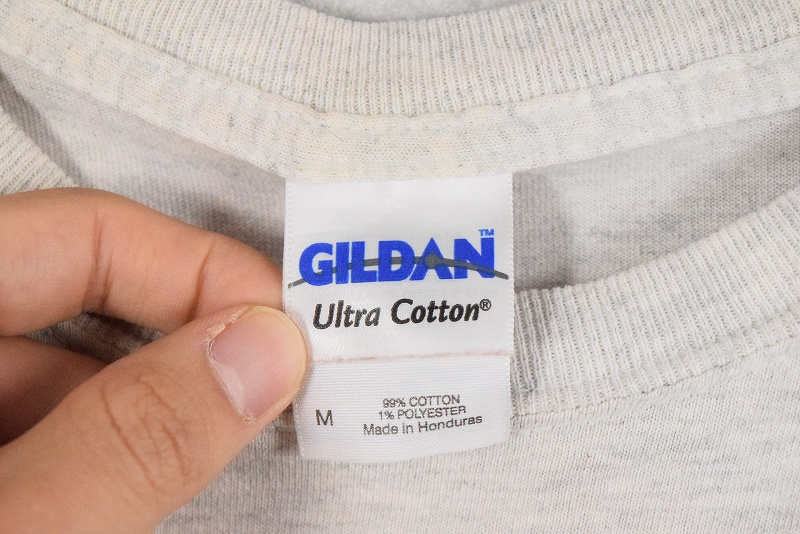 GILDAN™
Ultra Cotton®
M
99% COTTON
1% POLYESTER
Made in Honduras